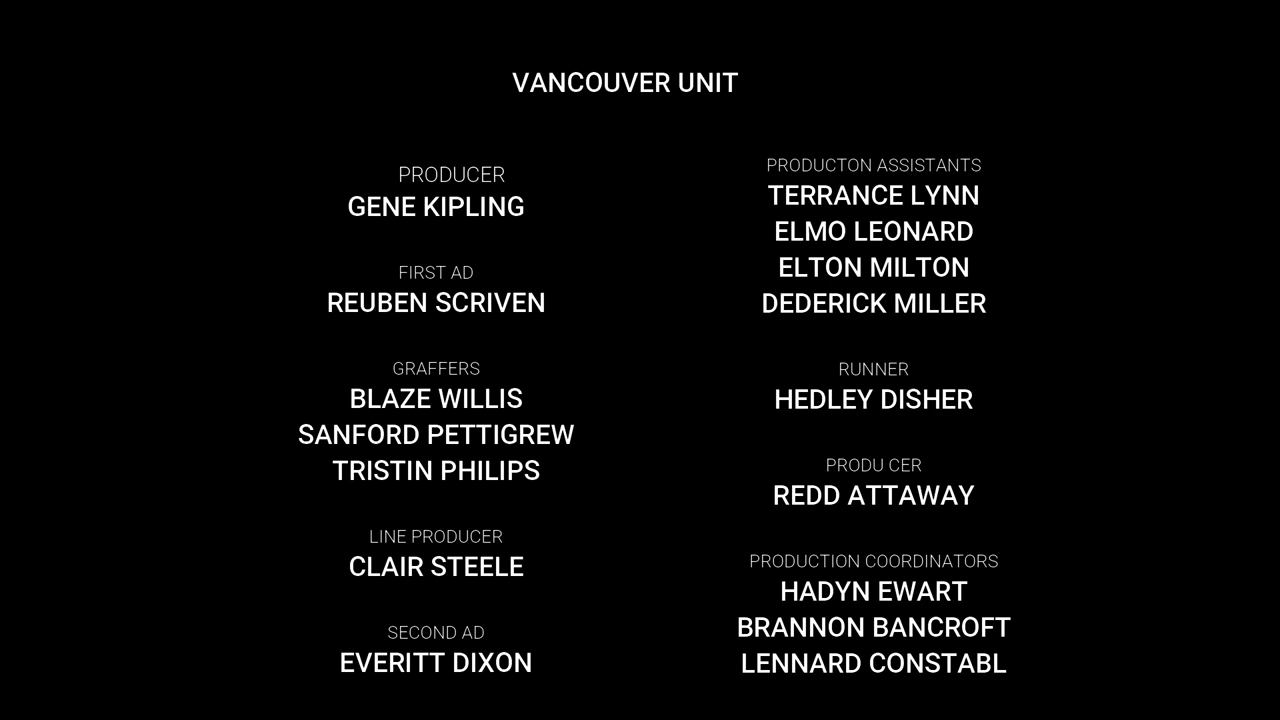 VANCOUVER UNIT
PRODUCER
GENE KIPLING
FIRST AD
REUBEN SCRIVEN
GRAFFERS
BLAZE WILLIS
SANFORD PETTIGREW
TRISTIN PHILIPS
LINE PRODUCER
CLAIR STEELE
SECOND AD
EVERITT DIXON
PRODUCTON ASSISTANTS
TERRANCE LYNN
ELMO LEONARD
ELTON MILTON
DEDERICK MILLER
RUNNER
HEDLEY DISHER
PRODU CER
REDD ATTAWAY
PRODUCTION COORDINATORS
HADYN EWART
BRANNON BANCROFT
LENNARD CONSTABL